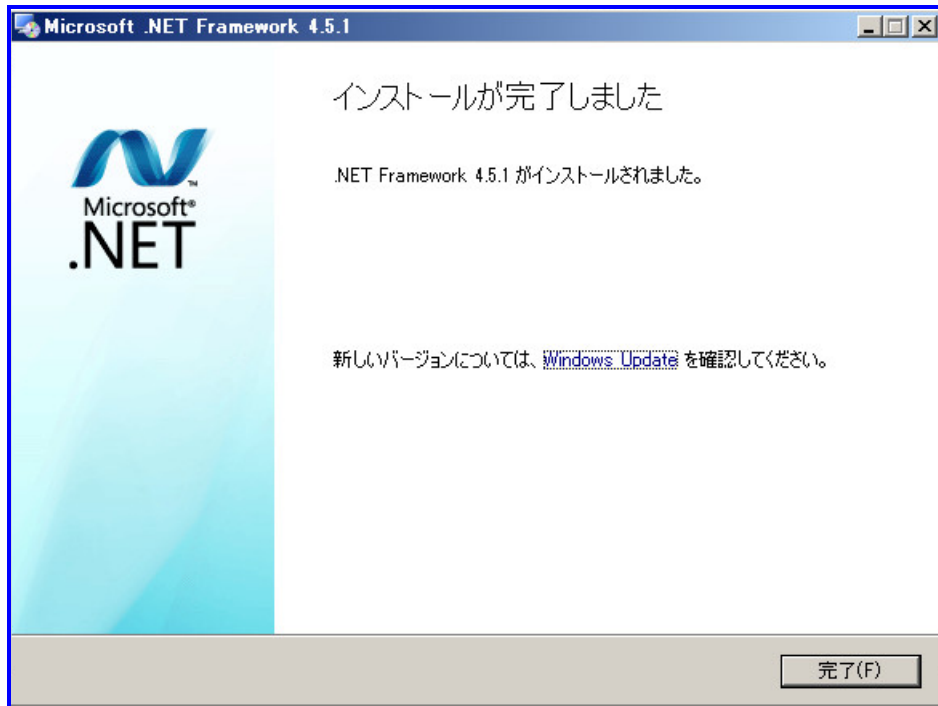 Microsoft .NET Framework 4.5.1
インストールが完了しました
.NET Framework 4.5.1 がインストールされました。
Microsoft®
.NET
新しいバージョンについては、Windows Update を確認してください。
完了(F)